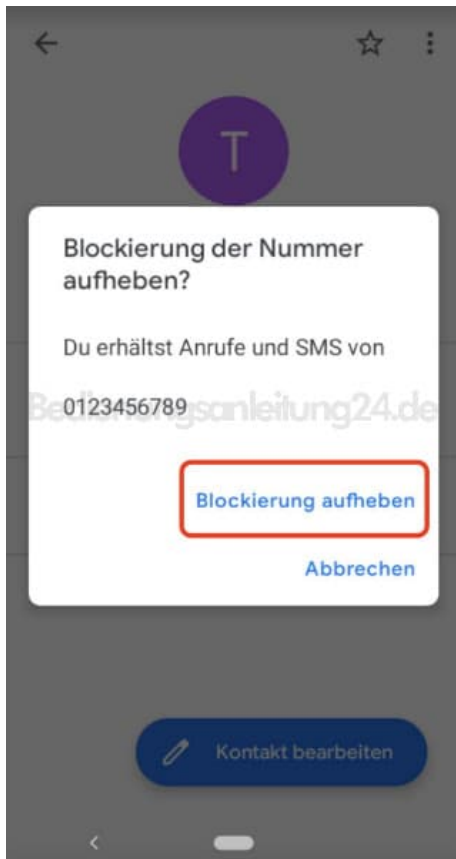 T
Blockierung der Nummer
aufheben?
Du erhältst Anrufe und SMS von
Bedienungsanleitung24.de
0123456789
Blockierung aufheben
Abbrechen
Kontakt bearbeiten